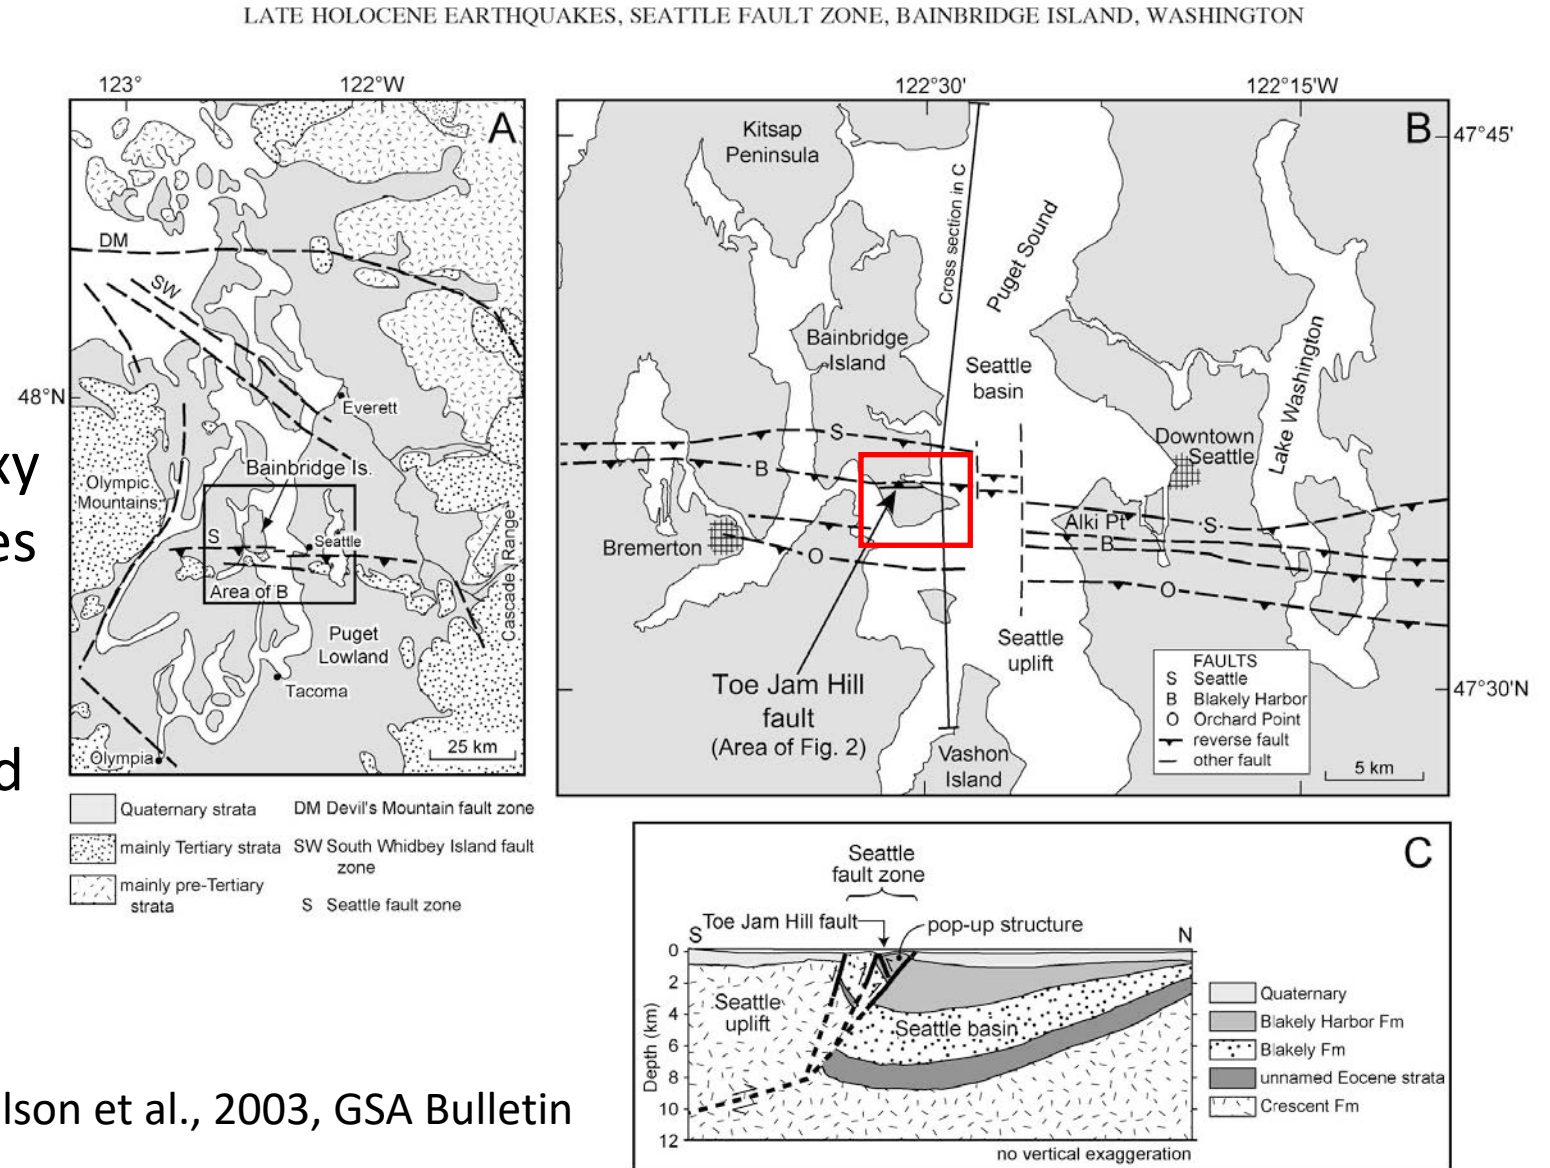 LATE HOLOCENE EARTHQUAKES, SEATTLE FAULT ZONE, BAINBRIDGE ISLAND, WASHINGTON
123°
122°W
A
DM
SW
48°N
Everett
Bainbridge Is.
Olympic
Mountains
S
Seattle
Area of B
Cascade Range
Puget
Lowland
Tacoma
Olympia
25 km
Quaternary strata
mainly Tertiary strata
mainly pre-Tertiary
strata
DM Devil's Mountain fault zone
SW South Whidbey Island fault
zone
S Seattle fault zone
xy
es
d
lson et al., 2003, GSA Bulletin
122°30'
122°15'W
B
47°45'
Kitsap
Peninsula
Cross section in C
Puget Sound
Bainbridge
Island
Seattle
basin
Lake Washington
Downtown
Seattle
S
B
Bremerton
O
Alki Pt
S
B
O
Seattle
uplift
Toe Jam Hill
fault
(Area of Fig. 2)
Vashon
Island
FAULTS
S Seattle
B Blakely Harbor
O Orchard Point
reverse fault
other fault
5 km
47°30'N
C
Seattle
fault zone
Toe Jam Hill fault
pop-up structure
S
N
0
2
4
6
8
10
12
Depth (km)
Seattle
uplift
Seattle basin
Quaternary
Blakely Harbor Fm
Blakely Fm
unnamed Eocene strata
Crescent Fm
no vertical exaggeration